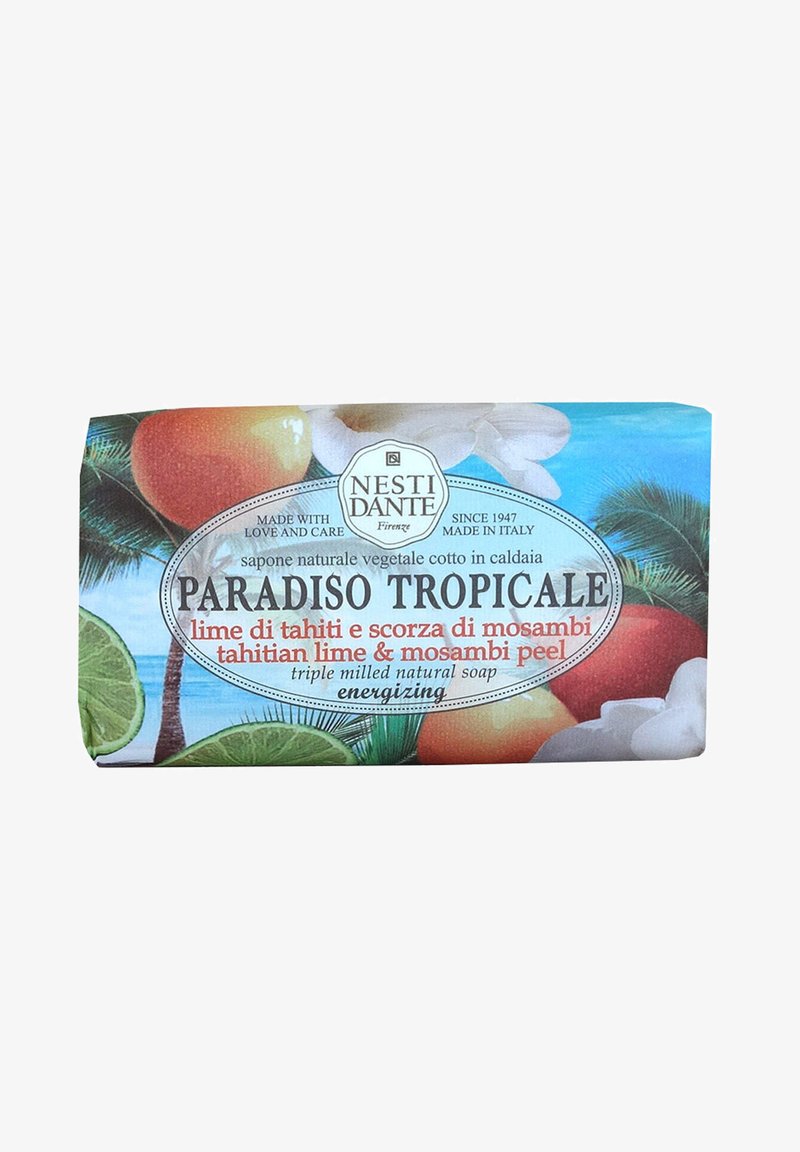 NESTI
DANTE
Firenze
MADE WITH
LOVE AND CARE
SINCE 1947
MADE IN ITALY
sapone naturale vegetale cotto in caldaia
PARADISO TROPICALE
lime di tahiti e scorza di mosambi
tahitian lime & mosambi peel
triple milled natural soap
energizing